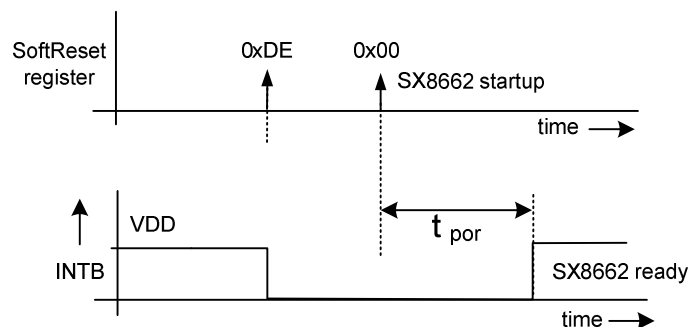 SoftReset
register
0xDE
0x00
SX8662 startup
time
VDD
INTB
t por
SX8662 ready
time